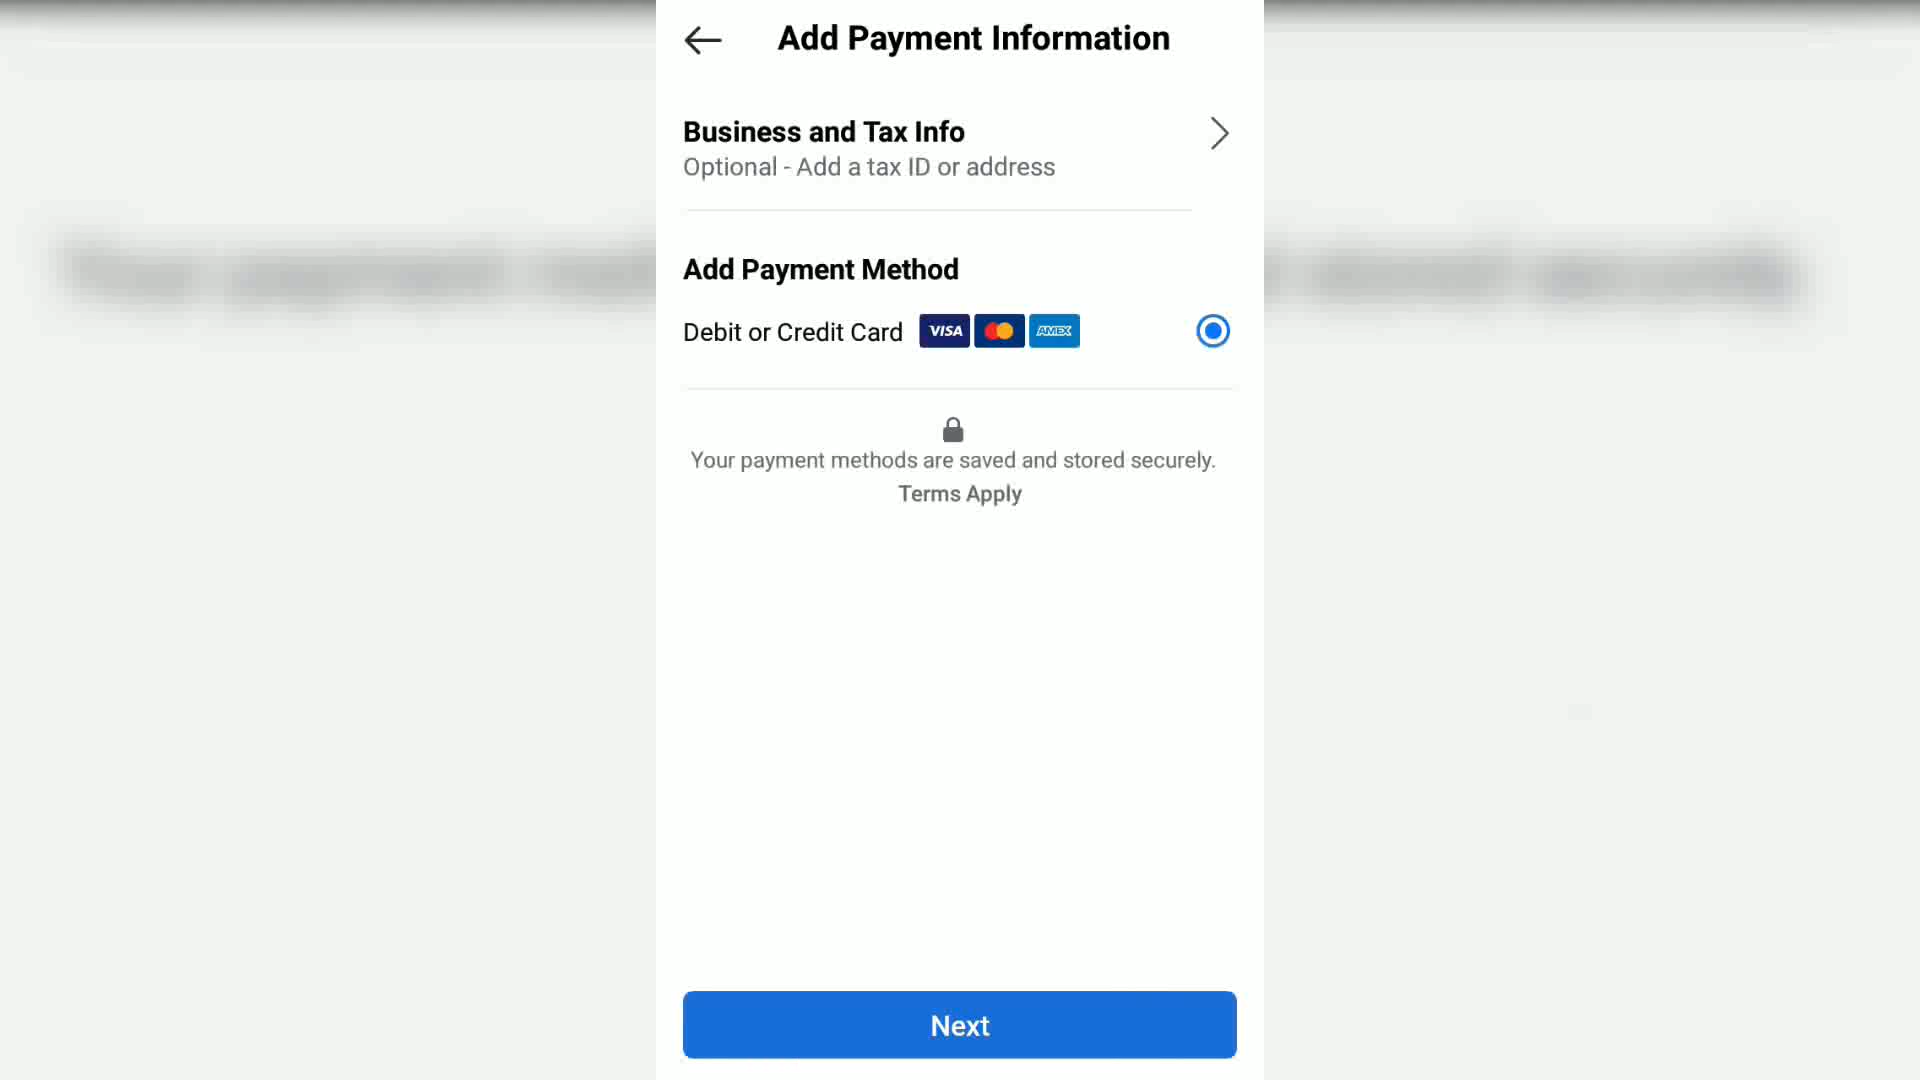 Add Payment Information
Business and Tax Info
Optional - Add a tax ID or address
Add Payment Method
Debit or Credit Card VISA AMEX
Your payment methods are saved and stored securely.
Terms Apply
Next